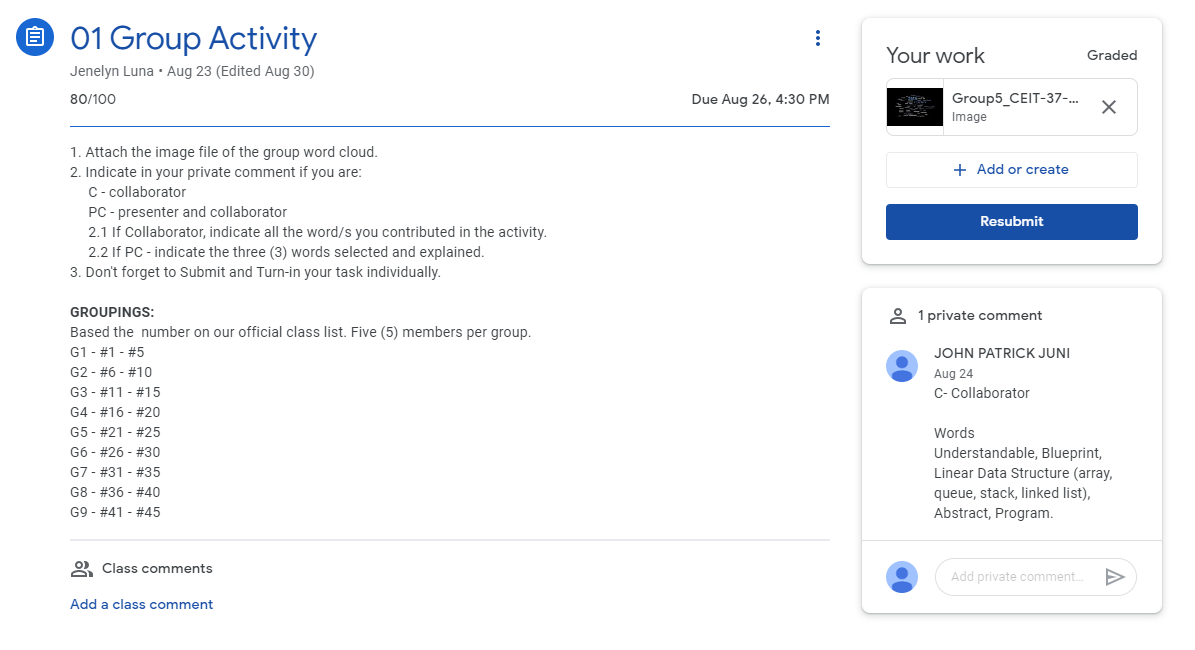 01 Group Activity
Jenelyn Luna • Aug 23 (Edited Aug 30)
80/100
Due Aug 26, 4:30 PM
1. Attach the image file of the group word cloud.
2. Indicate in your private comment if you are:
C - collaborator
PC - presenter and collaborator
2.1 If Collaborator, indicate all the word/s you contributed in the activity.
2.2 If PC - indicate the three (3) words selected and explained.
3. Don't forget to Submit and Turn-in your task individually.
GROUPINGS:
Based the  number on our official class list. Five (5) members per group.
G1 - #1 - #5
G2 - #6 - #10
G3 - #11 - #15
G4 - #16 - #20
G5 - #21 - #25
G6 - #26 - #30
G7 - #31 - #35
G8 - #36 - #40
G9 - #41 - #45
Class comments
Add a class comment
Your work
Graded
Group5_CEIT-37-...
Image
+ Add or create
Resubmit
1 private comment
JOHN PATRICK JUNI
Aug 24
C- Collaborator
Words
Understandable, Blueprint,
Linear Data Structure (array,
queue, stack, linked list),
Abstract, Program.
Add private comment...